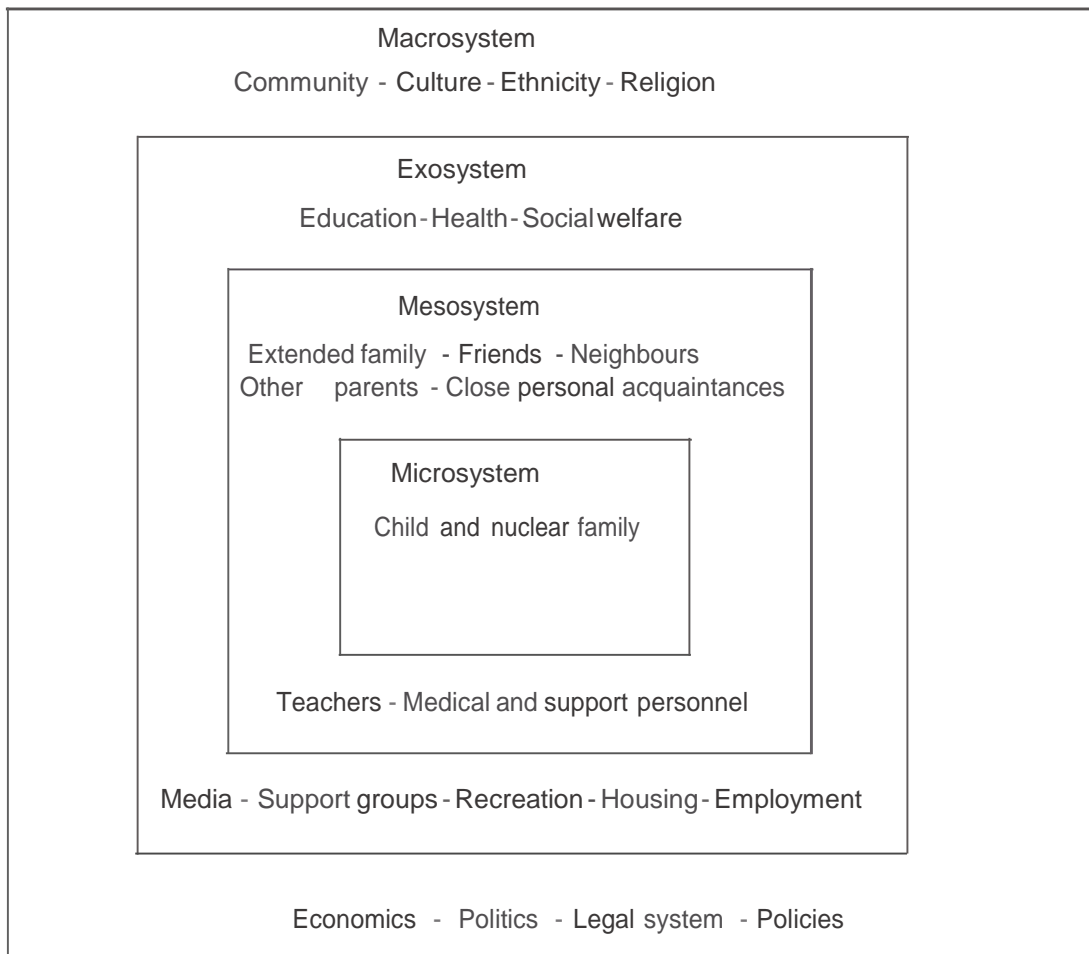 Macrosystem
Community - Culture - Ethnicity - Religion
Exosystem
Education - Health - Social welfare
Mesosystem
Extended family - Friends - Neighbours
Other parents - Close personal acquaintances
Microsystem
Child and nuclear family
Teachers - Medical and support personnel
Media - Support groups - Recreation - Housing - Employment
Economics - Politics - Legal system - Policies